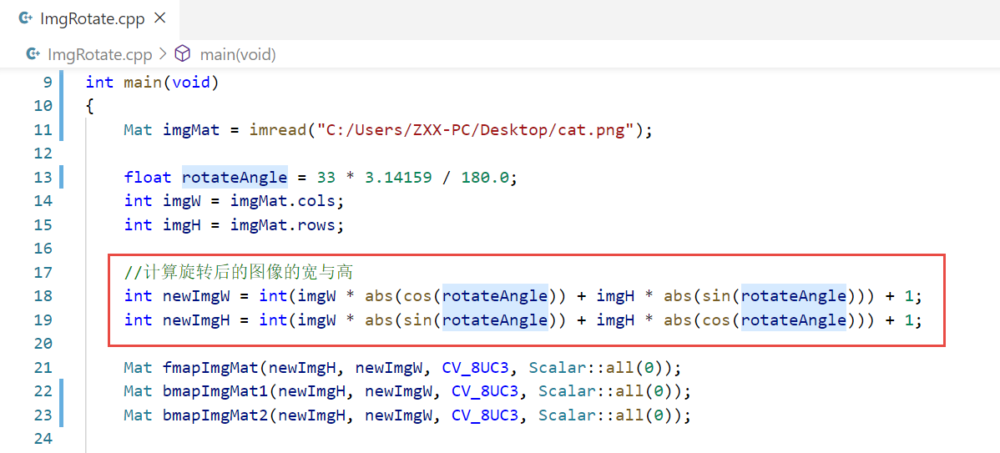 ImgRotate.cpp
ImgRotate.cpp > main(void)
9 int main(void)
10 {
11 Mat imgMat = imread("C:/Users/ZXX-PC/Desktop/cat.png");
12
13 float rotateAngle = 33 * 3.14159 / 180.0;
14 int imgW = imgMat.cols;
15 int imgH = imgMat.rows;
16
17 //计算旋转后的图像的宽与高
18 int newImgW = int(imgW * abs(cos(rotateAngle)) + imgH * abs(sin(rotateAngle))) + 1;
19 int newImgH = int(imgW * abs(sin(rotateAngle)) + imgH * abs(cos(rotateAngle))) + 1;
20
21 Mat fmapImgMat(newImgH, newImgW, CV_8UC3, Scalar::all(0));
22 Mat bmapImgMat1(newImgH, newImgW, CV_8UC3, Scalar::all(0));
23 Mat bmapImgMat2(newImgH, newImgW, CV_8UC3, Scalar::all(0));
24